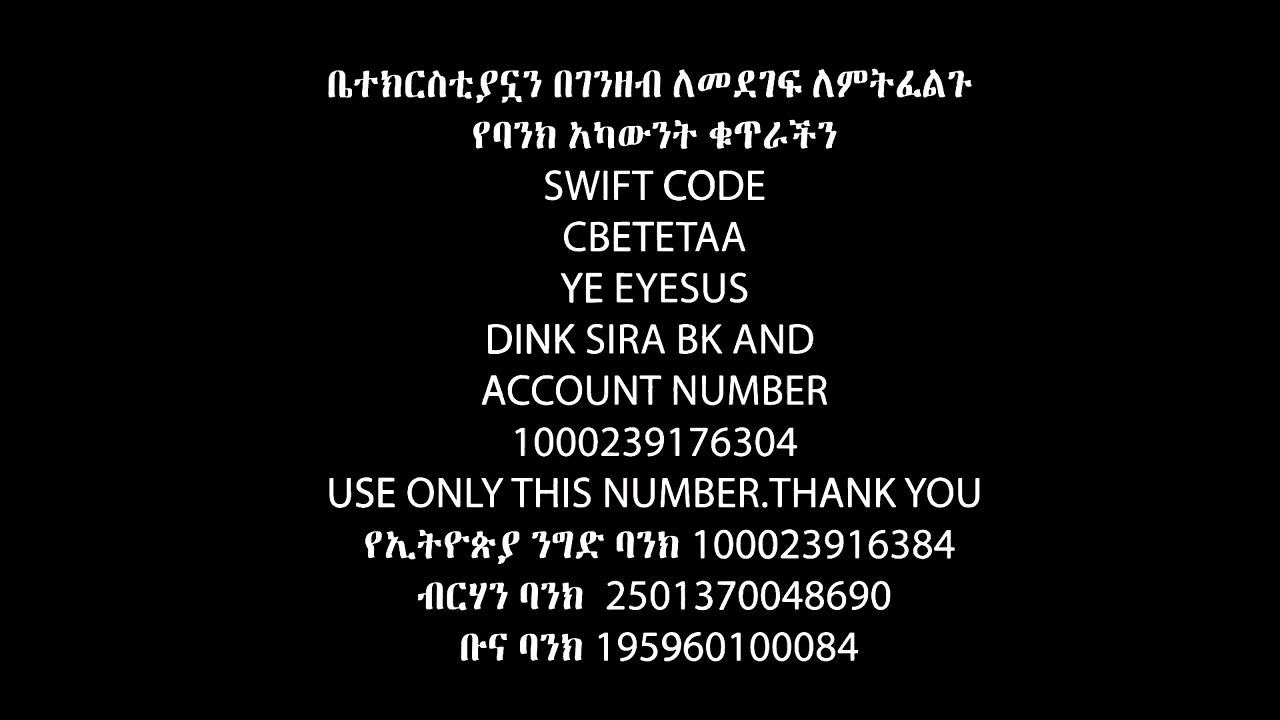 ቤተክርስቲያኗን በገንዘብ ለመደገፍ ለምትፈልጉ
የባንክ አካውንት ቁጥራችን
SWIFT CODE
CBETETAA
YE EYESUS
DINK SIRA BK AND
ACCOUNT NUMBER
1000239176304
USE ONLY THIS NUMBER.THANK YOU
የኢትዮጵያ ንግድ ባንክ 100023916384
ብርሃን ባንክ 2501370048690
ቡና ባንክ 195960100084